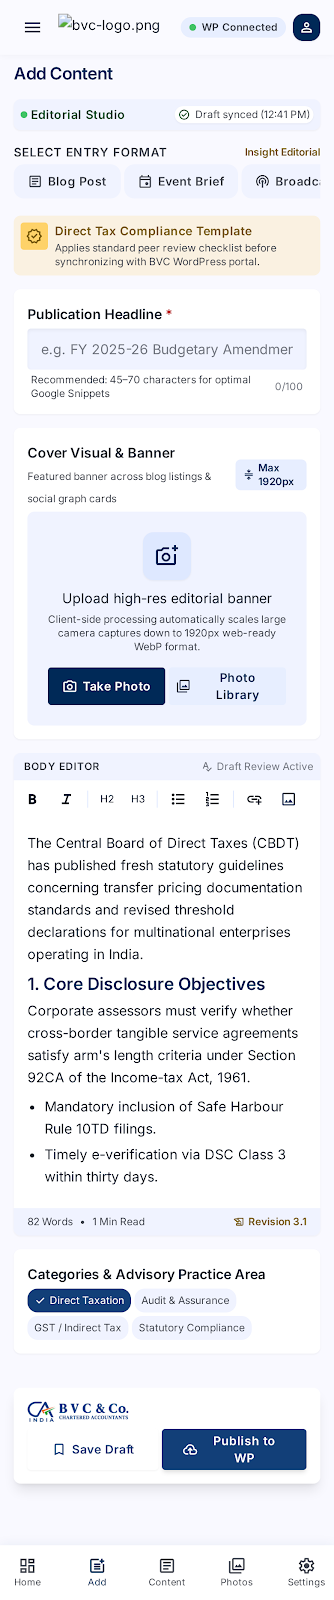 bvc-logo.png
WP Connected
Add Content
Editorial Studio
Draft synced (12:41 PM)
SELECT ENTRY FORMAT
Insight Editorial
Blog Post
Event Brief
Broadca
Direct Tax Compliance Template
Applies standard peer review checklist before
synchronizing with BVC WordPress portal.
Publication Headline *
e.g. FY 2025-26 Budgetary Amendmer
Recommended: 45–70 characters for optimal
Google Snippets
0/100
Cover Visual & Banner
Featured banner across blog listings &
social graph cards
Max
1920px
Upload high-res editorial banner
Client-side processing automatically scales large
camera captures down to 1920px web-ready
WebP format.
Take Photo
Photo
Library
BODY EDITOR
Draft Review Active
B I H2 H3
The Central Board of Direct Taxes (CBDT)
has published fresh statutory guidelines
concerning transfer pricing documentation
standards and revised threshold
declarations for multinational enterprises
operating in India.
1. Core Disclosure Objectives
Corporate assessors must verify whether
cross-border tangible service agreements
satisfy arm's length criteria under Section
92CA of the Income-tax Act, 1961.
• Mandatory inclusion of Safe Harbour
Rule 10TD filings.
• Timely e-verification via DSC Class 3
within thirty days.
82 Words • 1 Min Read
Revision 3.1
Categories & Advisory Practice Area
Direct Taxation
Audit & Assurance
GST / Indirect Tax
Statutory Compliance
CA
INDIA
BVC & Co.
CHARTERED ACCOUNTANTS
Save Draft
Publish to
WP
Home
Add
Content
Photos
Settings